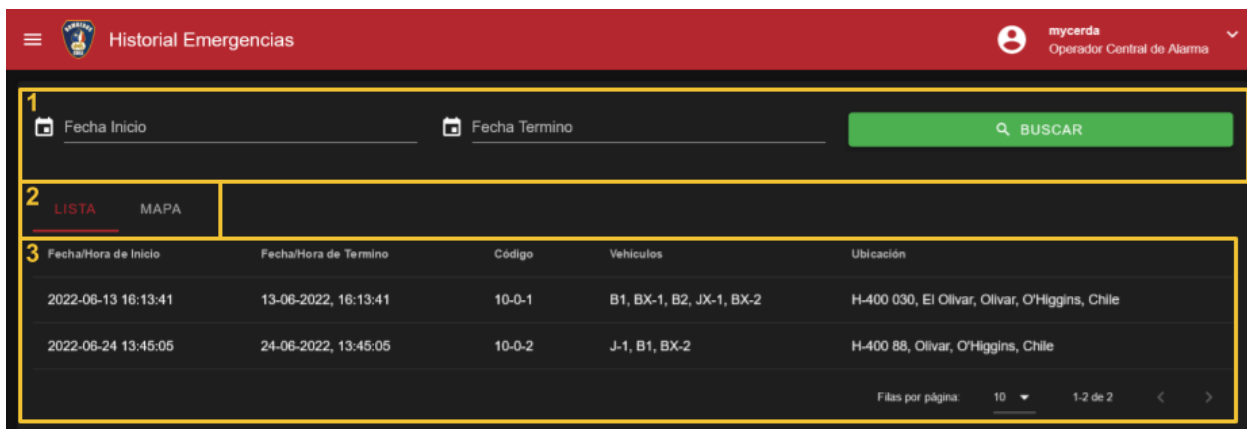 BOMBEROS
Historial Emergencias
mycerda
Operador Central de Alarma
1
Fecha Inicio
Fecha Termino
BUSCAR
2
LISTA MAPA
3
Fecha/Hora de Inicio Fecha/Hora de Termino Código Vehículos Ubicación
2022-06-13 16:13:41 13-06-2022, 16:13:41 10-0-1 B1, BX-1, B2, JX-1, BX-2 H-400 030, El Olivar, Olivar, O'Higgins, Chile
2022-06-24 13:45:05 24-06-2022, 13:45:05 10-0-2 J-1, B1, BX-2 H-400 88, Olivar, O'Higgins, Chile
Filas por página: 10 1-2 de 2